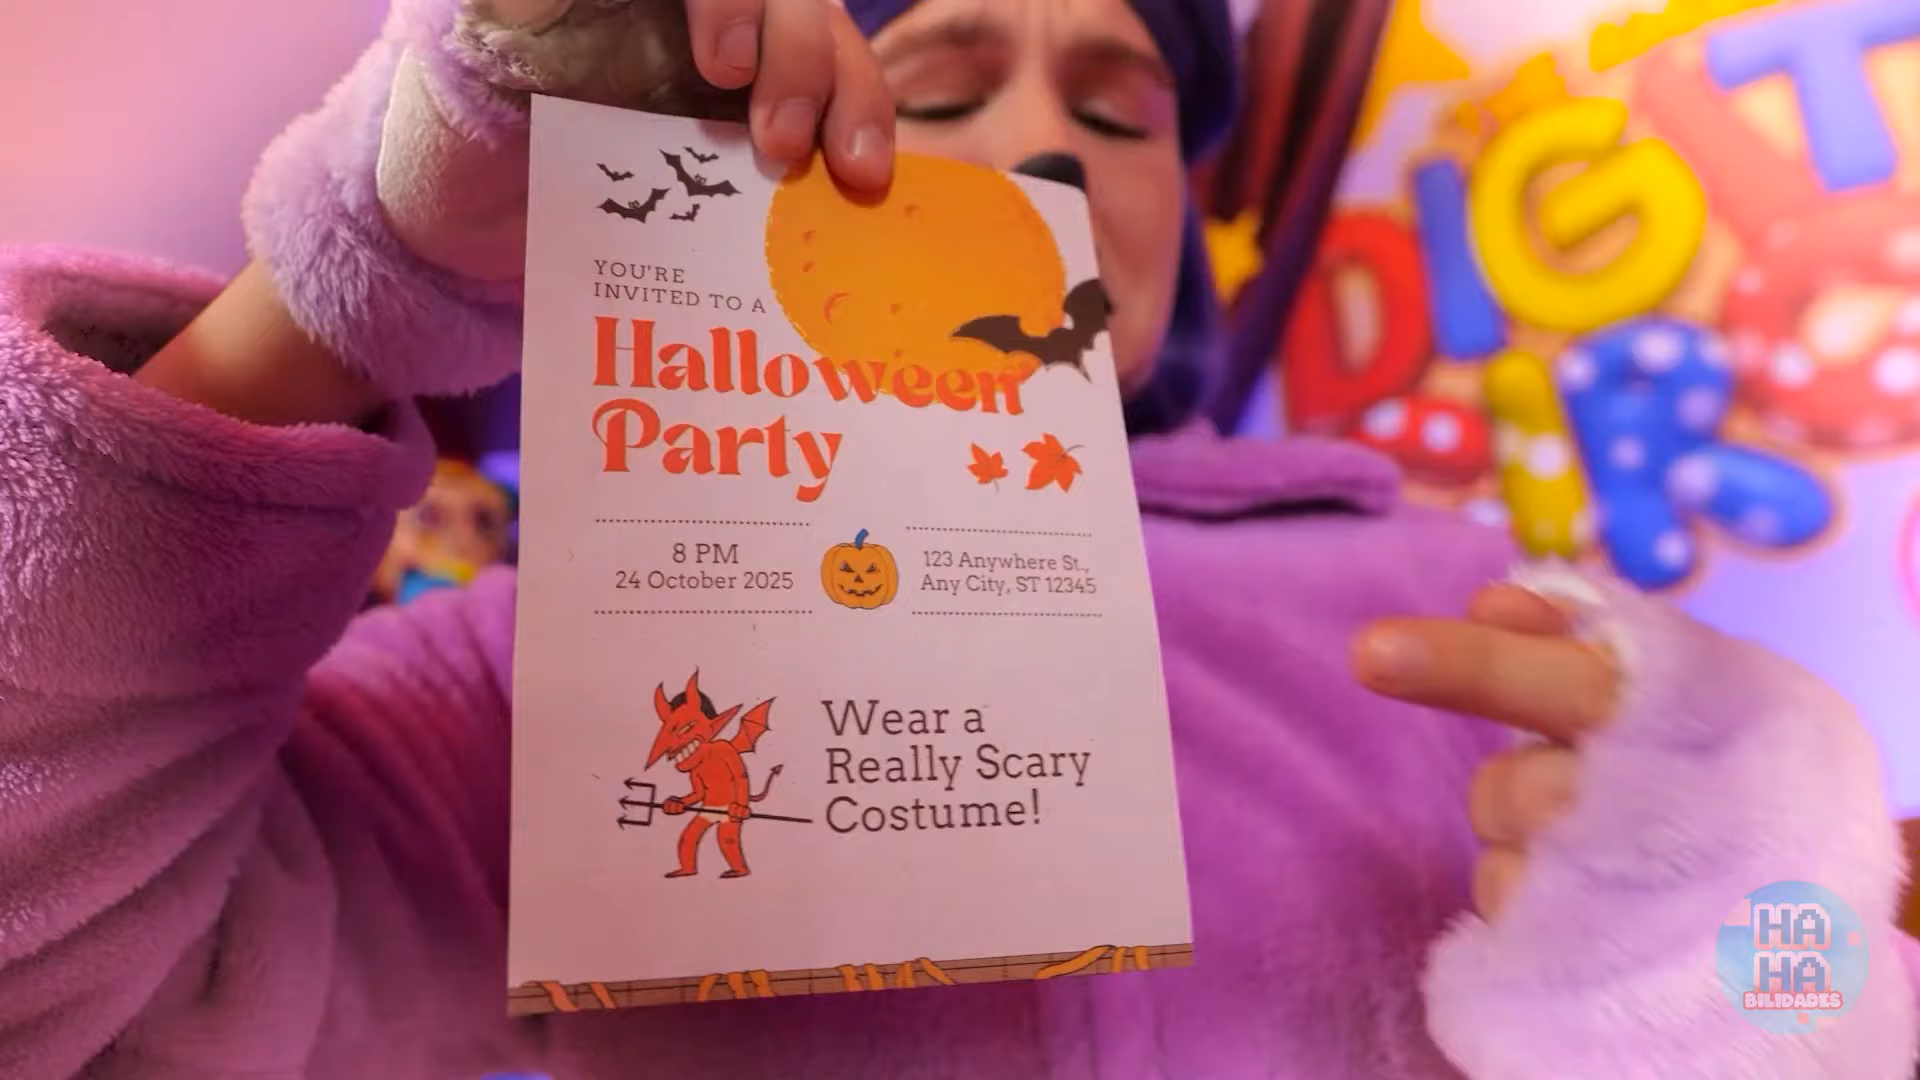 YOU'RE
INVITED TO A
Halloween
Party
8 PM
24 October 2025
123 Anywhere St.,
Any City, ST 12345
Wear a
Really Scary
Costume!
DIGIT
HA
HA
BILIDADES